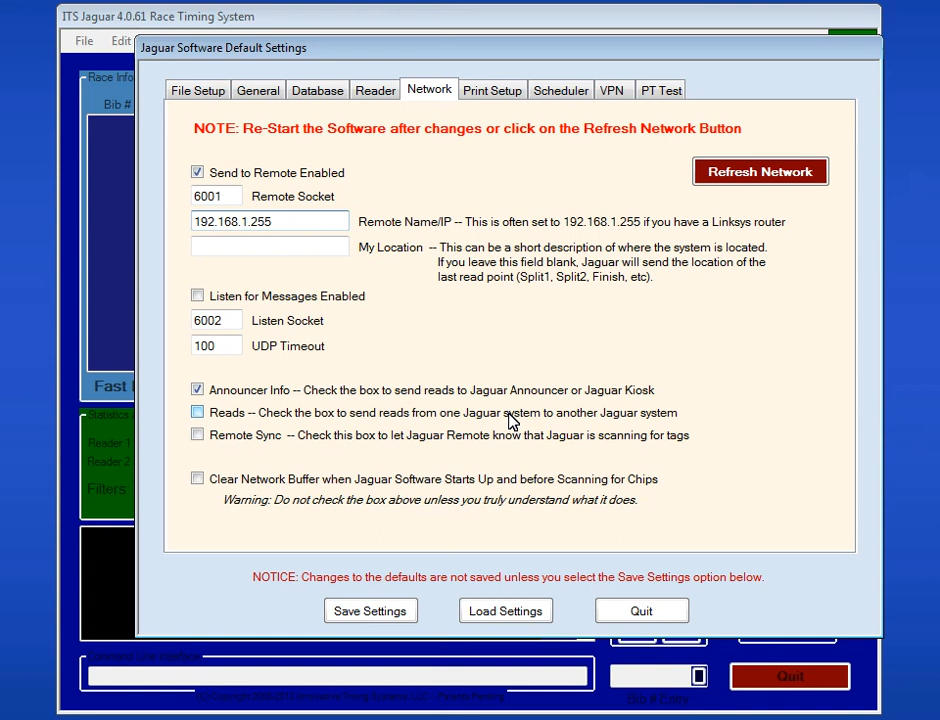 ITS Jaguar 4.0.61 Race Timing System
File Edit
Jaguar Software Default Settings
Race Info
Bib #
File Setup General Database Reader Network Print Setup Scheduler VPN PT Test
NOTE: Re-Start the Software after changes or click on the Refresh Network Button
Send to Remote Enabled
Refresh Network
6001 Remote Socket
192.168.1.255 Remote Name/IP -- This is often set to 192.168.1.255 if you have a Linksys router
My Location -- This can be a short description of where the system is located.
If you leave this field blank, Jaguar will send the location of the
last read point (Split1, Split2, Finish, etc).
Listen for Messages Enabled
6002 Listen Socket
100 UDP Timeout
Fast
Announcer Info -- Check the box to send reads to Jaguar Announcer or Jaguar Kiosk
Statistics
Reads -- Check the box to send reads from one Jaguar system to another Jaguar system
Reader 1
Remote Sync -- Check this box to let Jaguar Remote know that Jaguar is scanning for tags
Reader 2
Filters:
Clear Network Buffer when Jaguar Software Starts Up and before Scanning for Chips
Warning: Do not check the box above unless you truly understand what it does.
NOTICE: Changes to the defaults are not saved unless you select the Save Settings option below.
Save Settings Load Settings Quit
Command Line Interface
Quit
Bib # Entry